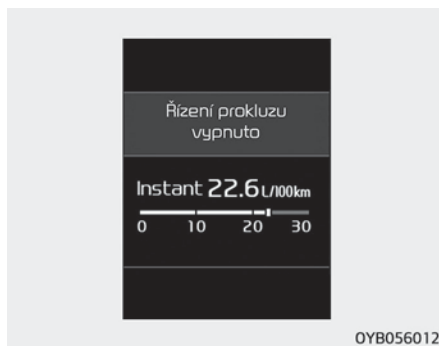 Řízení prokluzu
vypnuto
Instant 22.6 L/100km
0 10 20 30
OYB056012